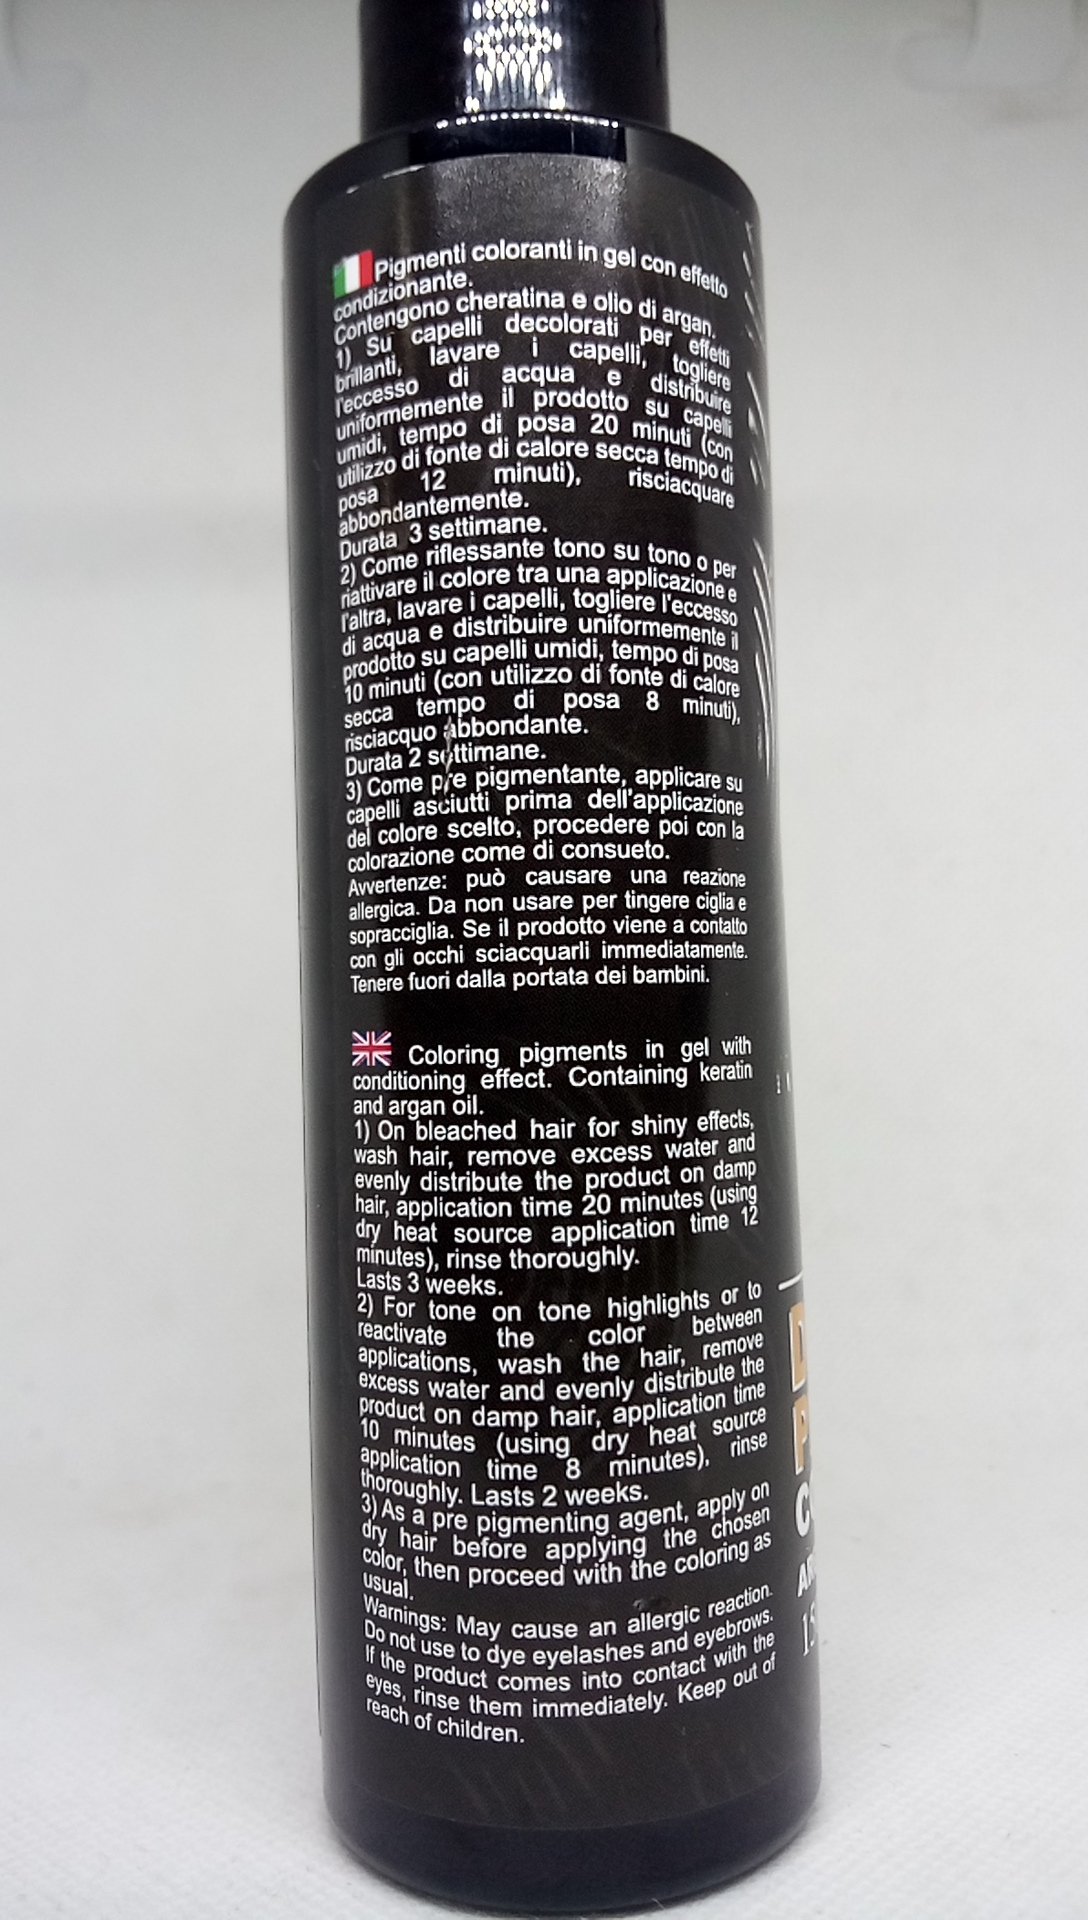 Pigmenti coloranti in gel con effetto
condizionante.
Contengono cheratina e olio di argan.
1) Su capelli decolorati per effetti
brillanti, lavare i capelli, togliere
l'eccesso di acqua e distribuire
uniformemente il prodotto su capelli
umidi, tempo di posa 20 minuti (con
utilizzo di fonte di calore secca tempo di
posa 12 minuti), risciacquare
abbondantemente.
Durata 3 settimane.
2) Come riflessante tono su tono o per
riattivare il colore tra una applicazione e
l'altra, lavare i capelli, togliere l'eccesso
di acqua e distribuire uniformemente il
prodotto su capelli umidi, tempo di posa
10 minuti (con utilizzo di fonte di calore
secca tempo di posa 8 minuti),
risciacquo abbondante.
Durata 2 settimane.
3) Come pre pigmentante, applicare su
capelli asciutti prima dell'applicazione
del colore scelto, procedere poi con la
colorazione come di consueto.
Avvertenze: può causare una reazione
allergica. Da non usare per tingere ciglia e
sopracciglia. Se il prodotto viene a contatto
con gli occhi sciacquarli immediatamente.
Tenere fuori dalla portata dei bambini.
Coloring pigments in gel with
conditioning effect. Containing keratin
and argan oil.
1) On bleached hair for shiny effects,
wash hair, remove excess water and
evenly distribute the product on damp
hair, application time 20 minutes (using
dry heat source application time 12
minutes), rinse thoroughly.
Lasts 3 weeks.
2) For tone on tone highlights or to
reactivate the color between
applications, wash the hair, remove
excess water and evenly distribute the
product on damp hair, application time
10 minutes (using dry heat source
application time 8 minutes), rinse
thoroughly. Lasts 2 weeks.
3) As a pre pigmenting agent, apply on
dry hair before applying the chosen
color, then proceed with the coloring as
usual.
Warnings: May cause an allergic reaction.
Do not use to dye eyelashes and eyebrows.
If the product comes into contact with the
eyes, rinse them immediately. Keep out of
reach of children.